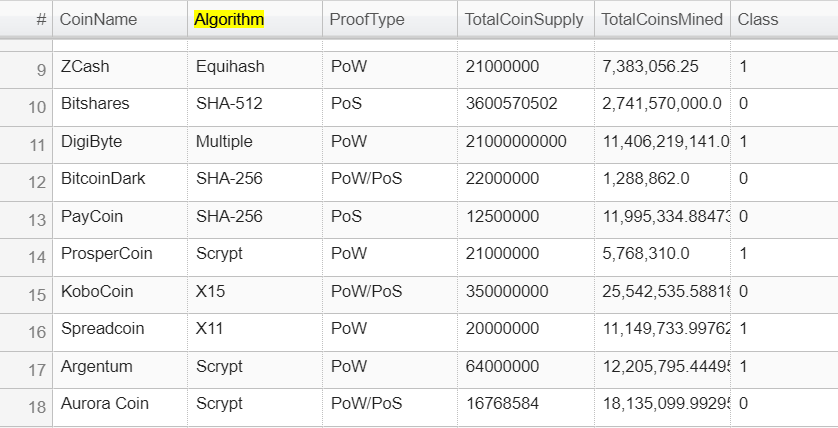 # CoinName Algorithm ProofType TotalCoinSupply TotalCoinsMined Class
9 ZCash Equihash PoW 21000000 7,383,056.25 1
10 Bitshares SHA-512 PoS 3600570502 2,741,570,000.0 0
11 DigiByte Multiple PoW 21000000000 11,406,219,141.0 1
12 BitcoinDark SHA-256 PoW/PoS 22000000 1,288,862.0 0
13 PayCoin SHA-256 PoS 12500000 11,995,334.88473 0
14 ProsperCoin Scrypt PoW 21000000 5,768,310.0 1
15 KoboCoin X15 PoW/PoS 350000000 25,542,535.58818 0
16 Spreadcoin X11 PoW 20000000 11,149,733.99762 1
17 Argentum Scrypt PoW 64000000 12,205,795.44495 1
18 Aurora Coin Scrypt PoW/PoS 16768584 18,135,099.99295 0